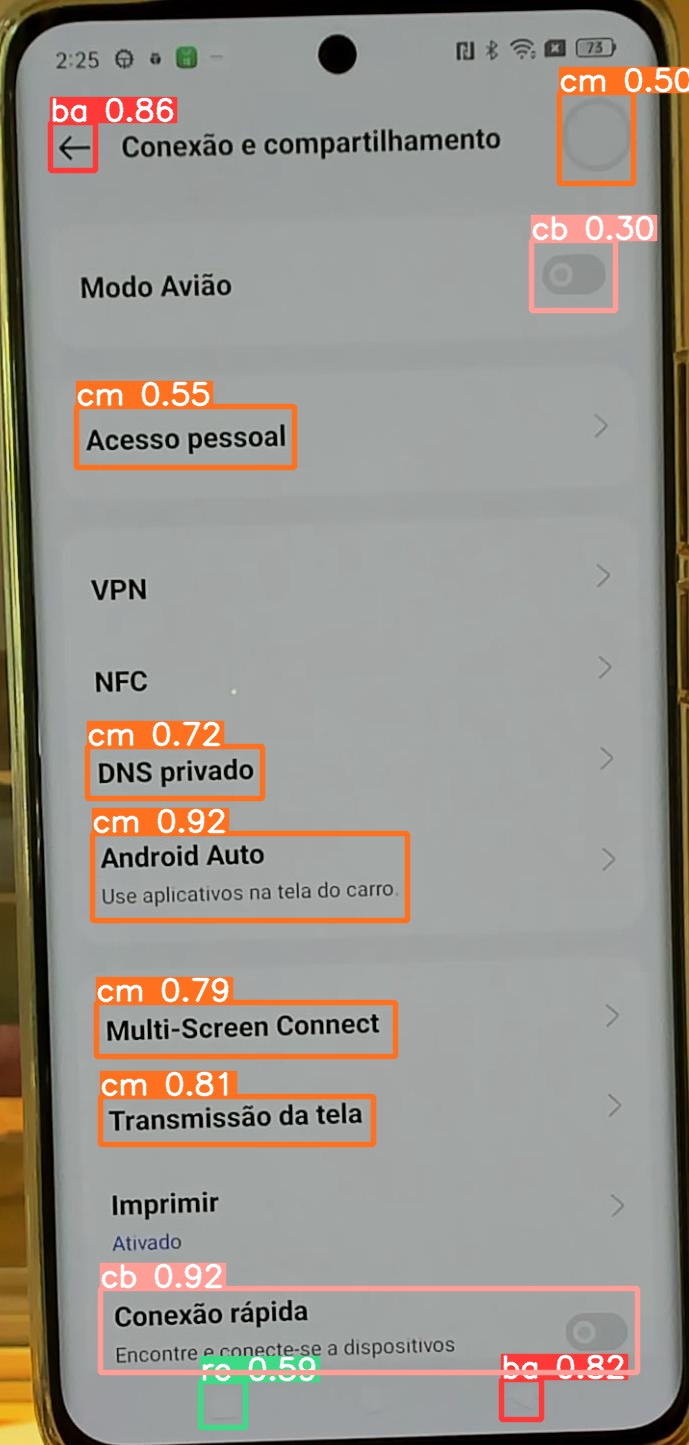 2:25
73
cm 0.50
ba 0.86
Conexão e compartilhamento
cb 0.30
Modo Avião
cm 0.55
Acesso pessoal
VPN
NFC
cm 0.72
DNS privado
cm 0.92
Android Auto
Use aplicativos na tela do carro.
cm 0.79
Multi-Screen Connect
cm 0.81
Transmissão da tela
Imprimir
Ativado
cb 0.92
Conexão rápida
Encontre e conecte-se a dispositivos
re 0.59
ba 0.82